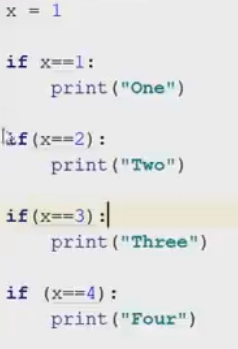 x = 1
if x==1:
print("One")
if(x==2):
print("Two")
if(x==3):
print("Three")
if (x==4):
print("Four")